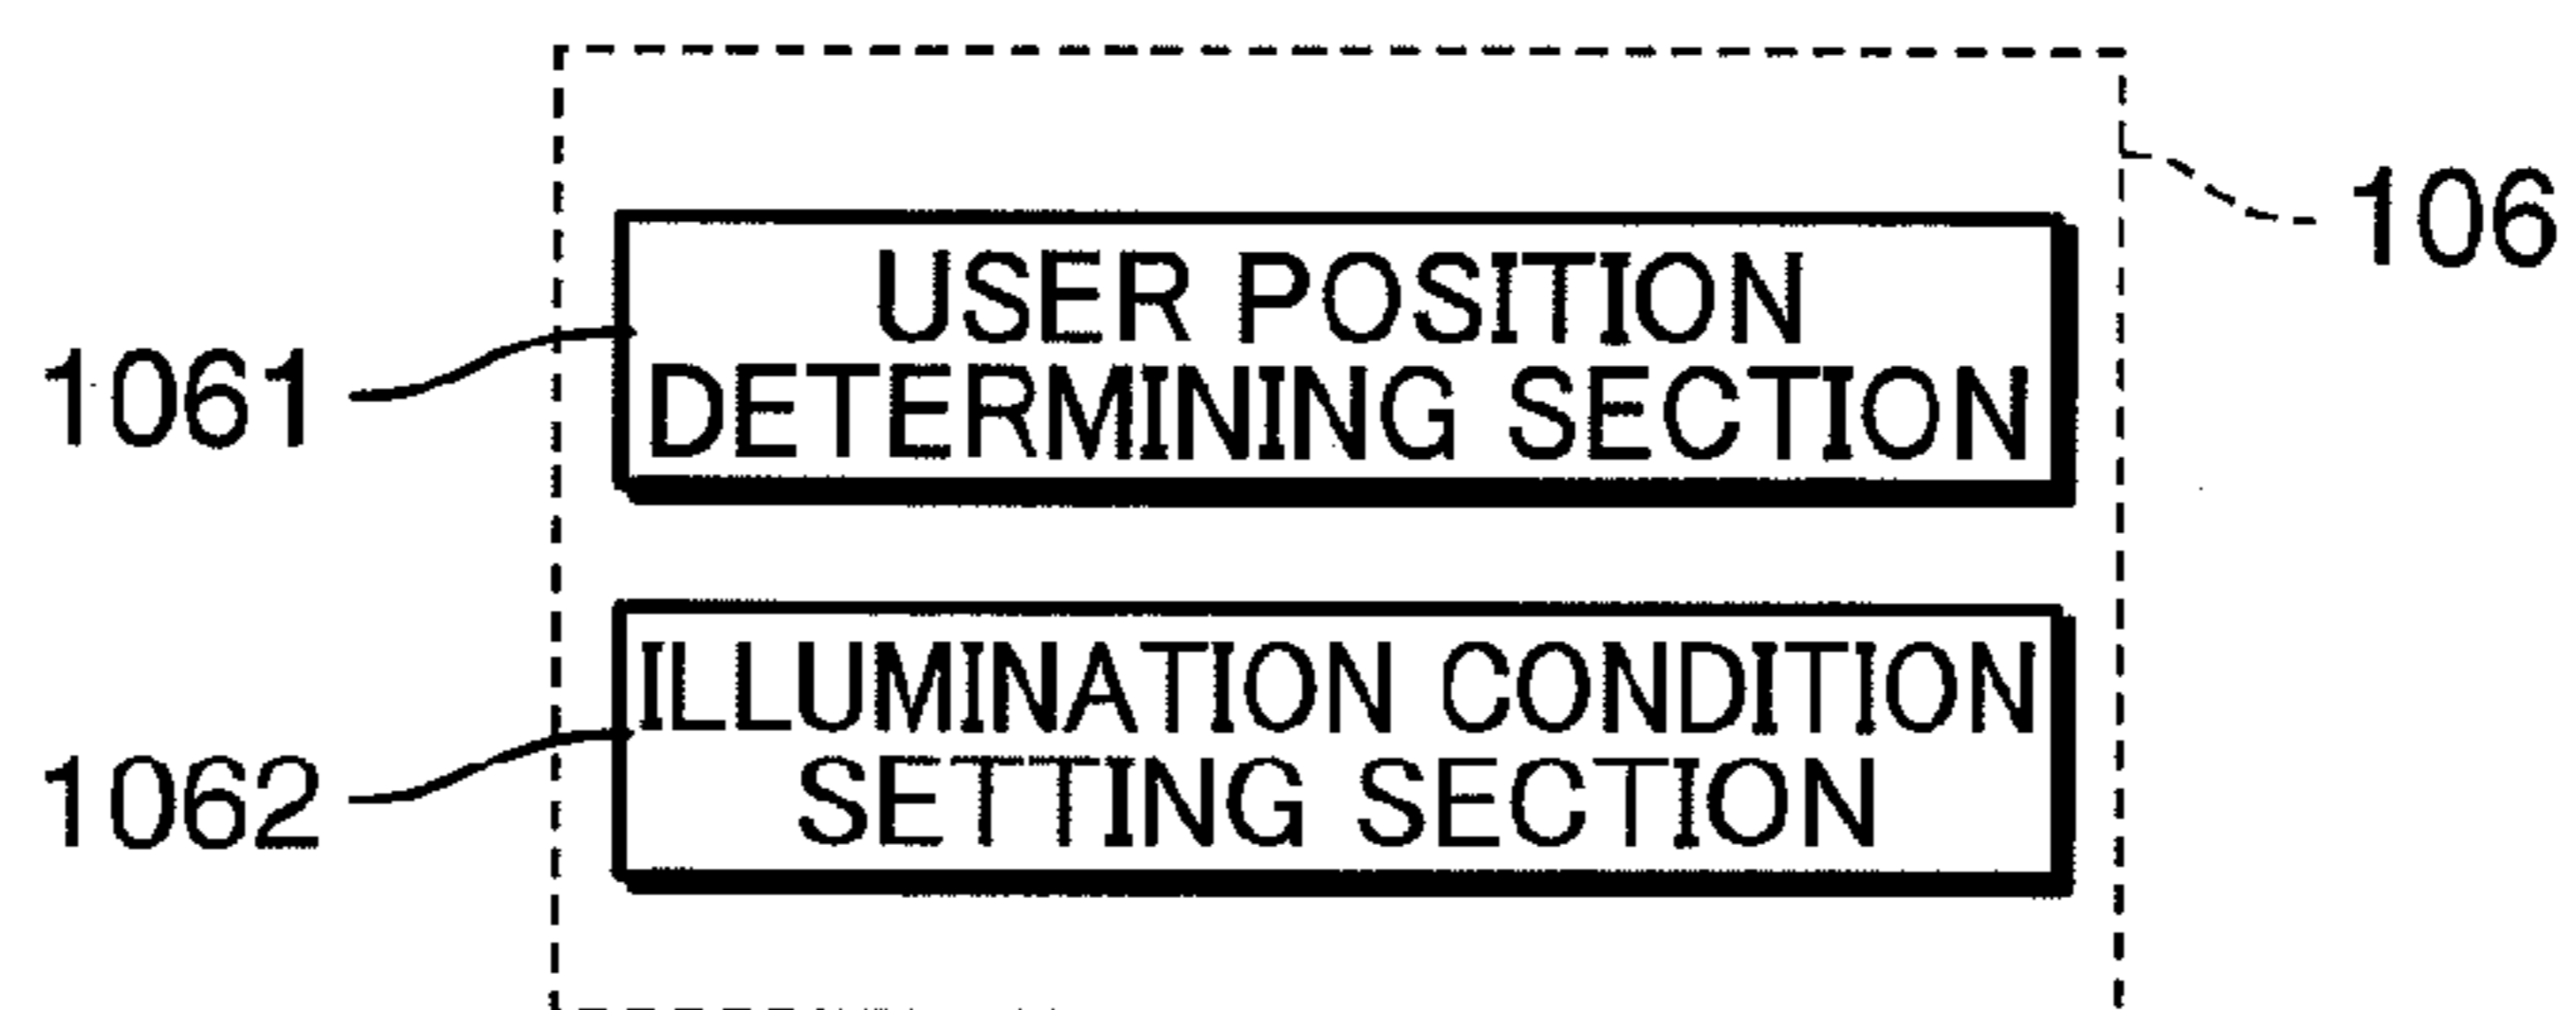 106
USER POSITION
1061
DETERMINING SECTION
ILLUMINATION CONDITION
1062
SETTING SECTION